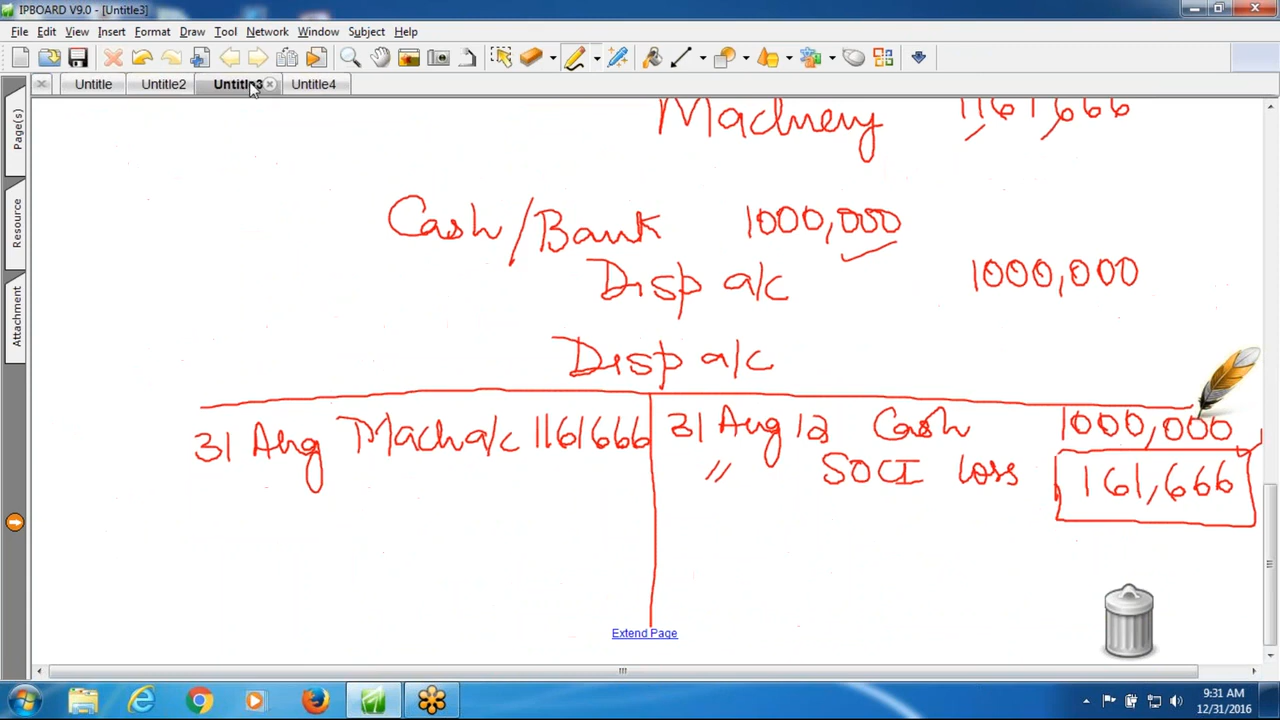 IPBOARD V9.0 - [Untitle3]
File Edit View Insert Format Draw Tool Network Window Subject Help
Untitle Untitle2 Untitle3 Untitle4
Page(s)
Resource
Attachment
Machinery 1161,666
Cash/Bank 1000,000
Disp a/c 1000,000
Disp a/c
31 Aug Mach a/c 1161666 31 Aug 12 Cash 1000,000
" SOCI Loss 161,666
Extend Page
9:31 AM
12/31/2016